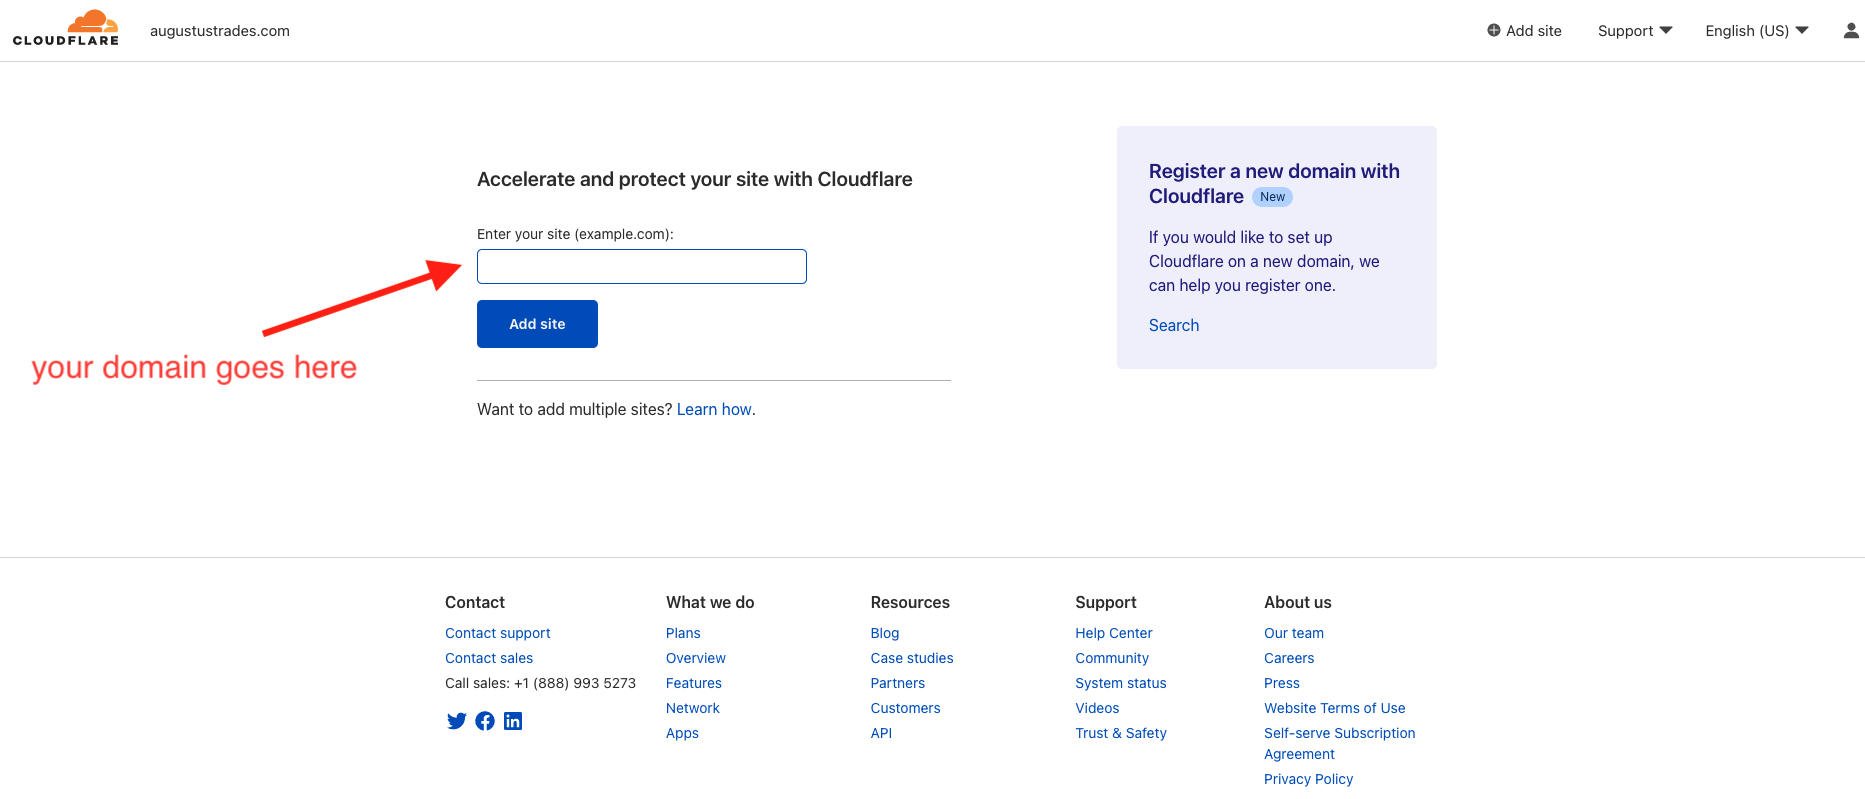 CLOUDFLARE
augustustrades.com
Add site
Support
English (US)
Accelerate and protect your site with Cloudflare
Enter your site (example.com):
Add site
your domain goes here
Want to add multiple sites? Learn how.
Register a new domain with
Cloudflare New
If you would like to set up
Cloudflare on a new domain, we
can help you register one.
Search
Contact
Contact support
Contact sales
Call sales: +1 (888) 993 5273
What we do
Plans
Overview
Features
Network
Apps
Resources
Blog
Case studies
Partners
Customers
API
Support
Help Center
Community
System status
Videos
Trust & Safety
About us
Our team
Careers
Press
Website Terms of Use
Self-serve Subscription
Agreement
Privacy Policy